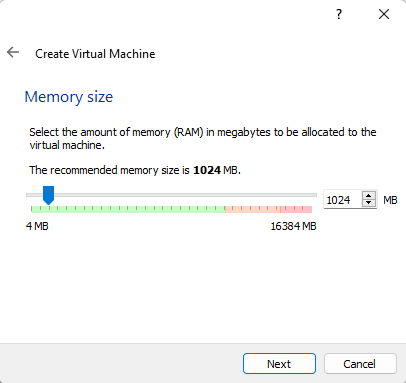 ?
Create Virtual Machine
Memory size
Select the amount of memory (RAM) in megabytes to be allocated to the
virtual machine.
The recommended memory size is 1024 MB.
1024 MB
4 MB 16384 MB
Next Cancel